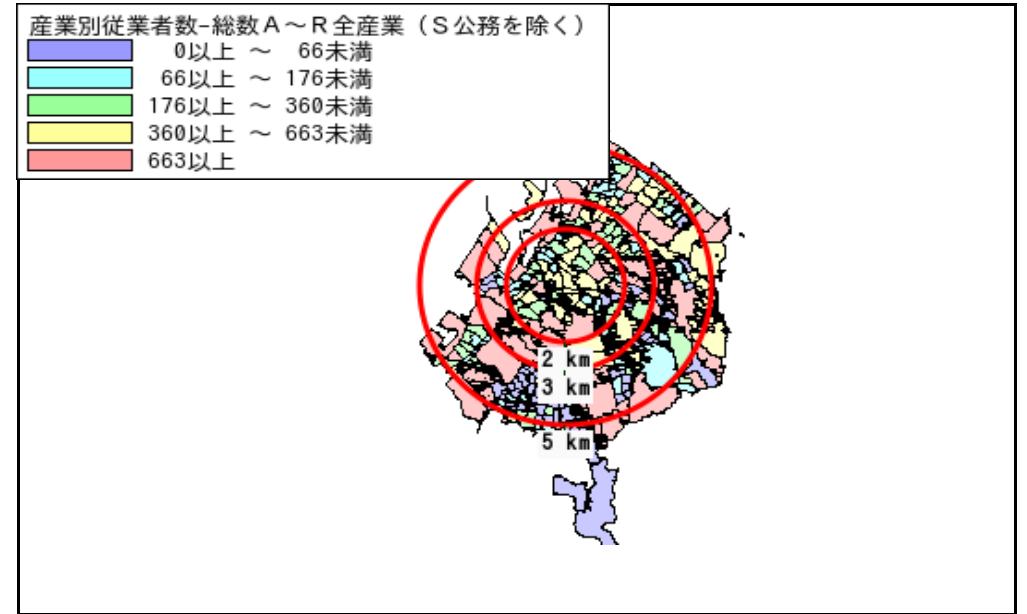 産業別従業者数-総数Ａ～Ｒ全産業（Ｓ公務を除く）
0以上 ～ 66未満
66以上 ～ 176未満
176以上 ～ 360未満
360以上 ～ 663未満
663以上
2 km
3 km
5 km